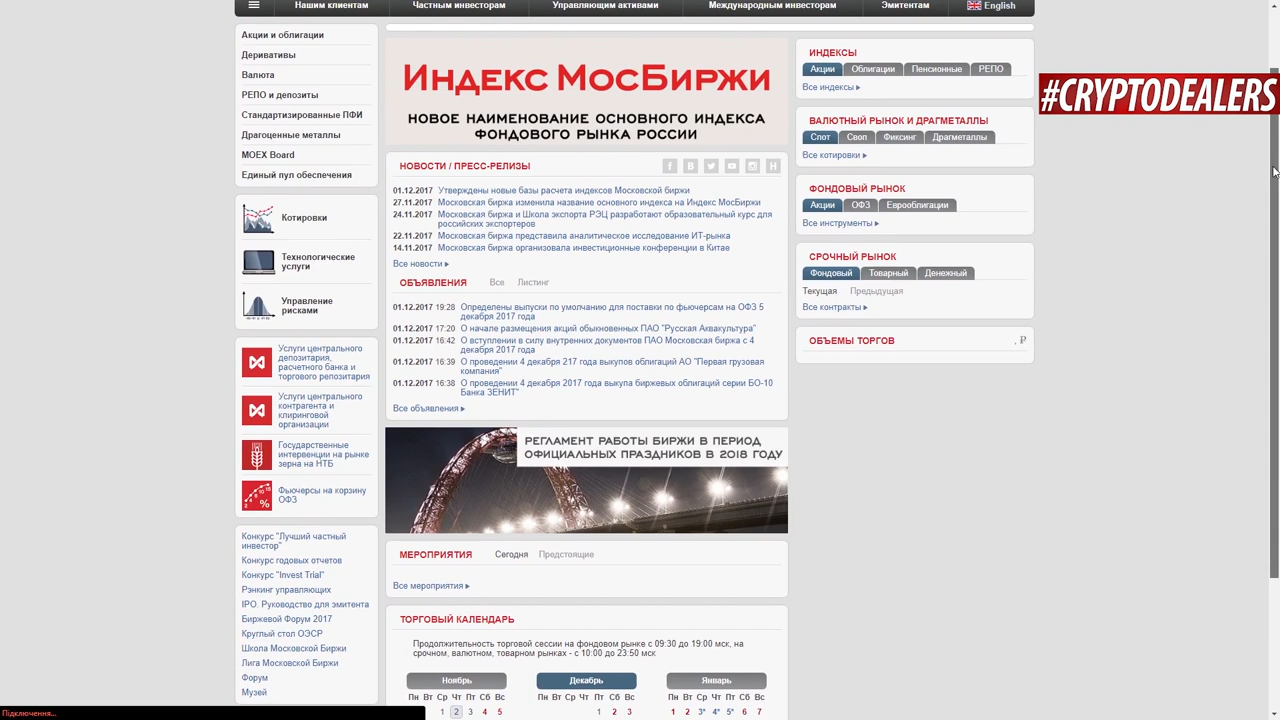 Нашим клиентам
Частным инвесторам
Управляющим активами
Международным инвесторам
Эмитентам
English
Акции и облигации
Деривативы
Валюта
РЕПО и депозиты
Стандартизированные ПФИ
Драгоценные металлы
MOEX Board
Единый пул обеспечения
Котировки
Технологические
услуги
Управление
рисками
Услуги центрального
депозитария,
расчетного банка и
торгового репозитария
Услуги центрального
контрагента и
клиринговой
организации
Государственные
интервенции на рынке
зерна на НТБ
Фьючерсы на корзину
ОФЗ
Конкурс "Лучший частный
инвестор"
Конкурс годовых отчетов
Конкурс "Invest Trial"
Рэнкинг управляющих
IPO. Руководство для эмитента
Биржевой Форум 2017
Круглый стол ОЭСР
Школа Московской Биржи
Лига Московской Биржи
Форум
Музей
Индекс МосБиржи
НОВОЕ НАИМЕНОВАНИЕ ОСНОВНОГО ИНДЕКСА
ФОНДОВОГО РЫНКА РОССИИ
НОВОСТИ / ПРЕСС-РЕЛИЗЫ
01.12.2017 Утверждены новые базы расчета индексов Московской биржи
27.11.2017 Московская биржа изменила название основного индекса на Индекс МосБиржи
24.11.2017 Московская биржа и Школа экспорта РЭЦ разработают образовательный курс для
российских экспортеров
22.11.2017 Московская биржа представила аналитическое исследование ИТ-рынка
14.11.2017 Московская биржа организовала инвестиционные конференции в Китае
Все новости
ОБЪЯВЛЕНИЯ Все Листинг
01.12.2017 19:28 Определены выпуски по умолчанию для поставки по фьючерсам на ОФЗ 5
декабря 2017 года
01.12.2017 17:20 О начале размещения акций обыкновенных ПАО "Русская Аквакультура"
01.12.2017 16:42 О вступлении в силу внутренних документов ПАО Московская биржа с 4
декабря 2017 года
01.12.2017 16:39 О проведении 4 декабря 217 года выкупов облигаций АО "Первая грузовая
компания"
01.12.2017 16:38 О проведении 4 декабря 2017 года выкупа биржевых облигаций серии БО-10
Банка ЗЕНИТ"
Все объявления
РЕГЛАМЕНТ РАБОТЫ БИРЖИ В ПЕРИОД
ОФИЦИАЛЬНЫХ ПРАЗДНИКОВ В 2018 ГОДУ
МЕРОПРИЯТИЯ Сегодня Предстоящие
Все мероприятия
ТОРГОВЫЙ КАЛЕНДАРЬ
Продолжительность торговой сессии на фондовом рынке с 09:30 до 19:00 мск, на
срочном, валютном, товарном рынках - с 10:00 до 23:50 мск
Ноябрь Декабрь Январь
Пн Вт Ср Чт Пт Сб Вс Пн Вт Ср Чт Пт Сб Вс Пн Вт Ср Чт Пт Сб Вс
1 2 3 4 5 1 2 3 1 2 3* 4* 5* 6 7
ИНДЕКСЫ
Акции Облигации Пенсионные РЕПО
Все индексы
ВАЛЮТНЫЙ РЫНОК И ДРАГМЕТАЛЛЫ
Спот Своп Фиксинг Драгметаллы
Все котировки
ФОНДОВЫЙ РЫНОК
Акции ОФЗ Еврооблигации
Все инструменты
СРОЧНЫЙ РЫНОК
Фондовый Товарный Денежный
Текущая Предыдущая
Все контракты
ОБЪЕМЫ ТОРГОВ , ₽
#CRYPTODEALERS
Підключення...